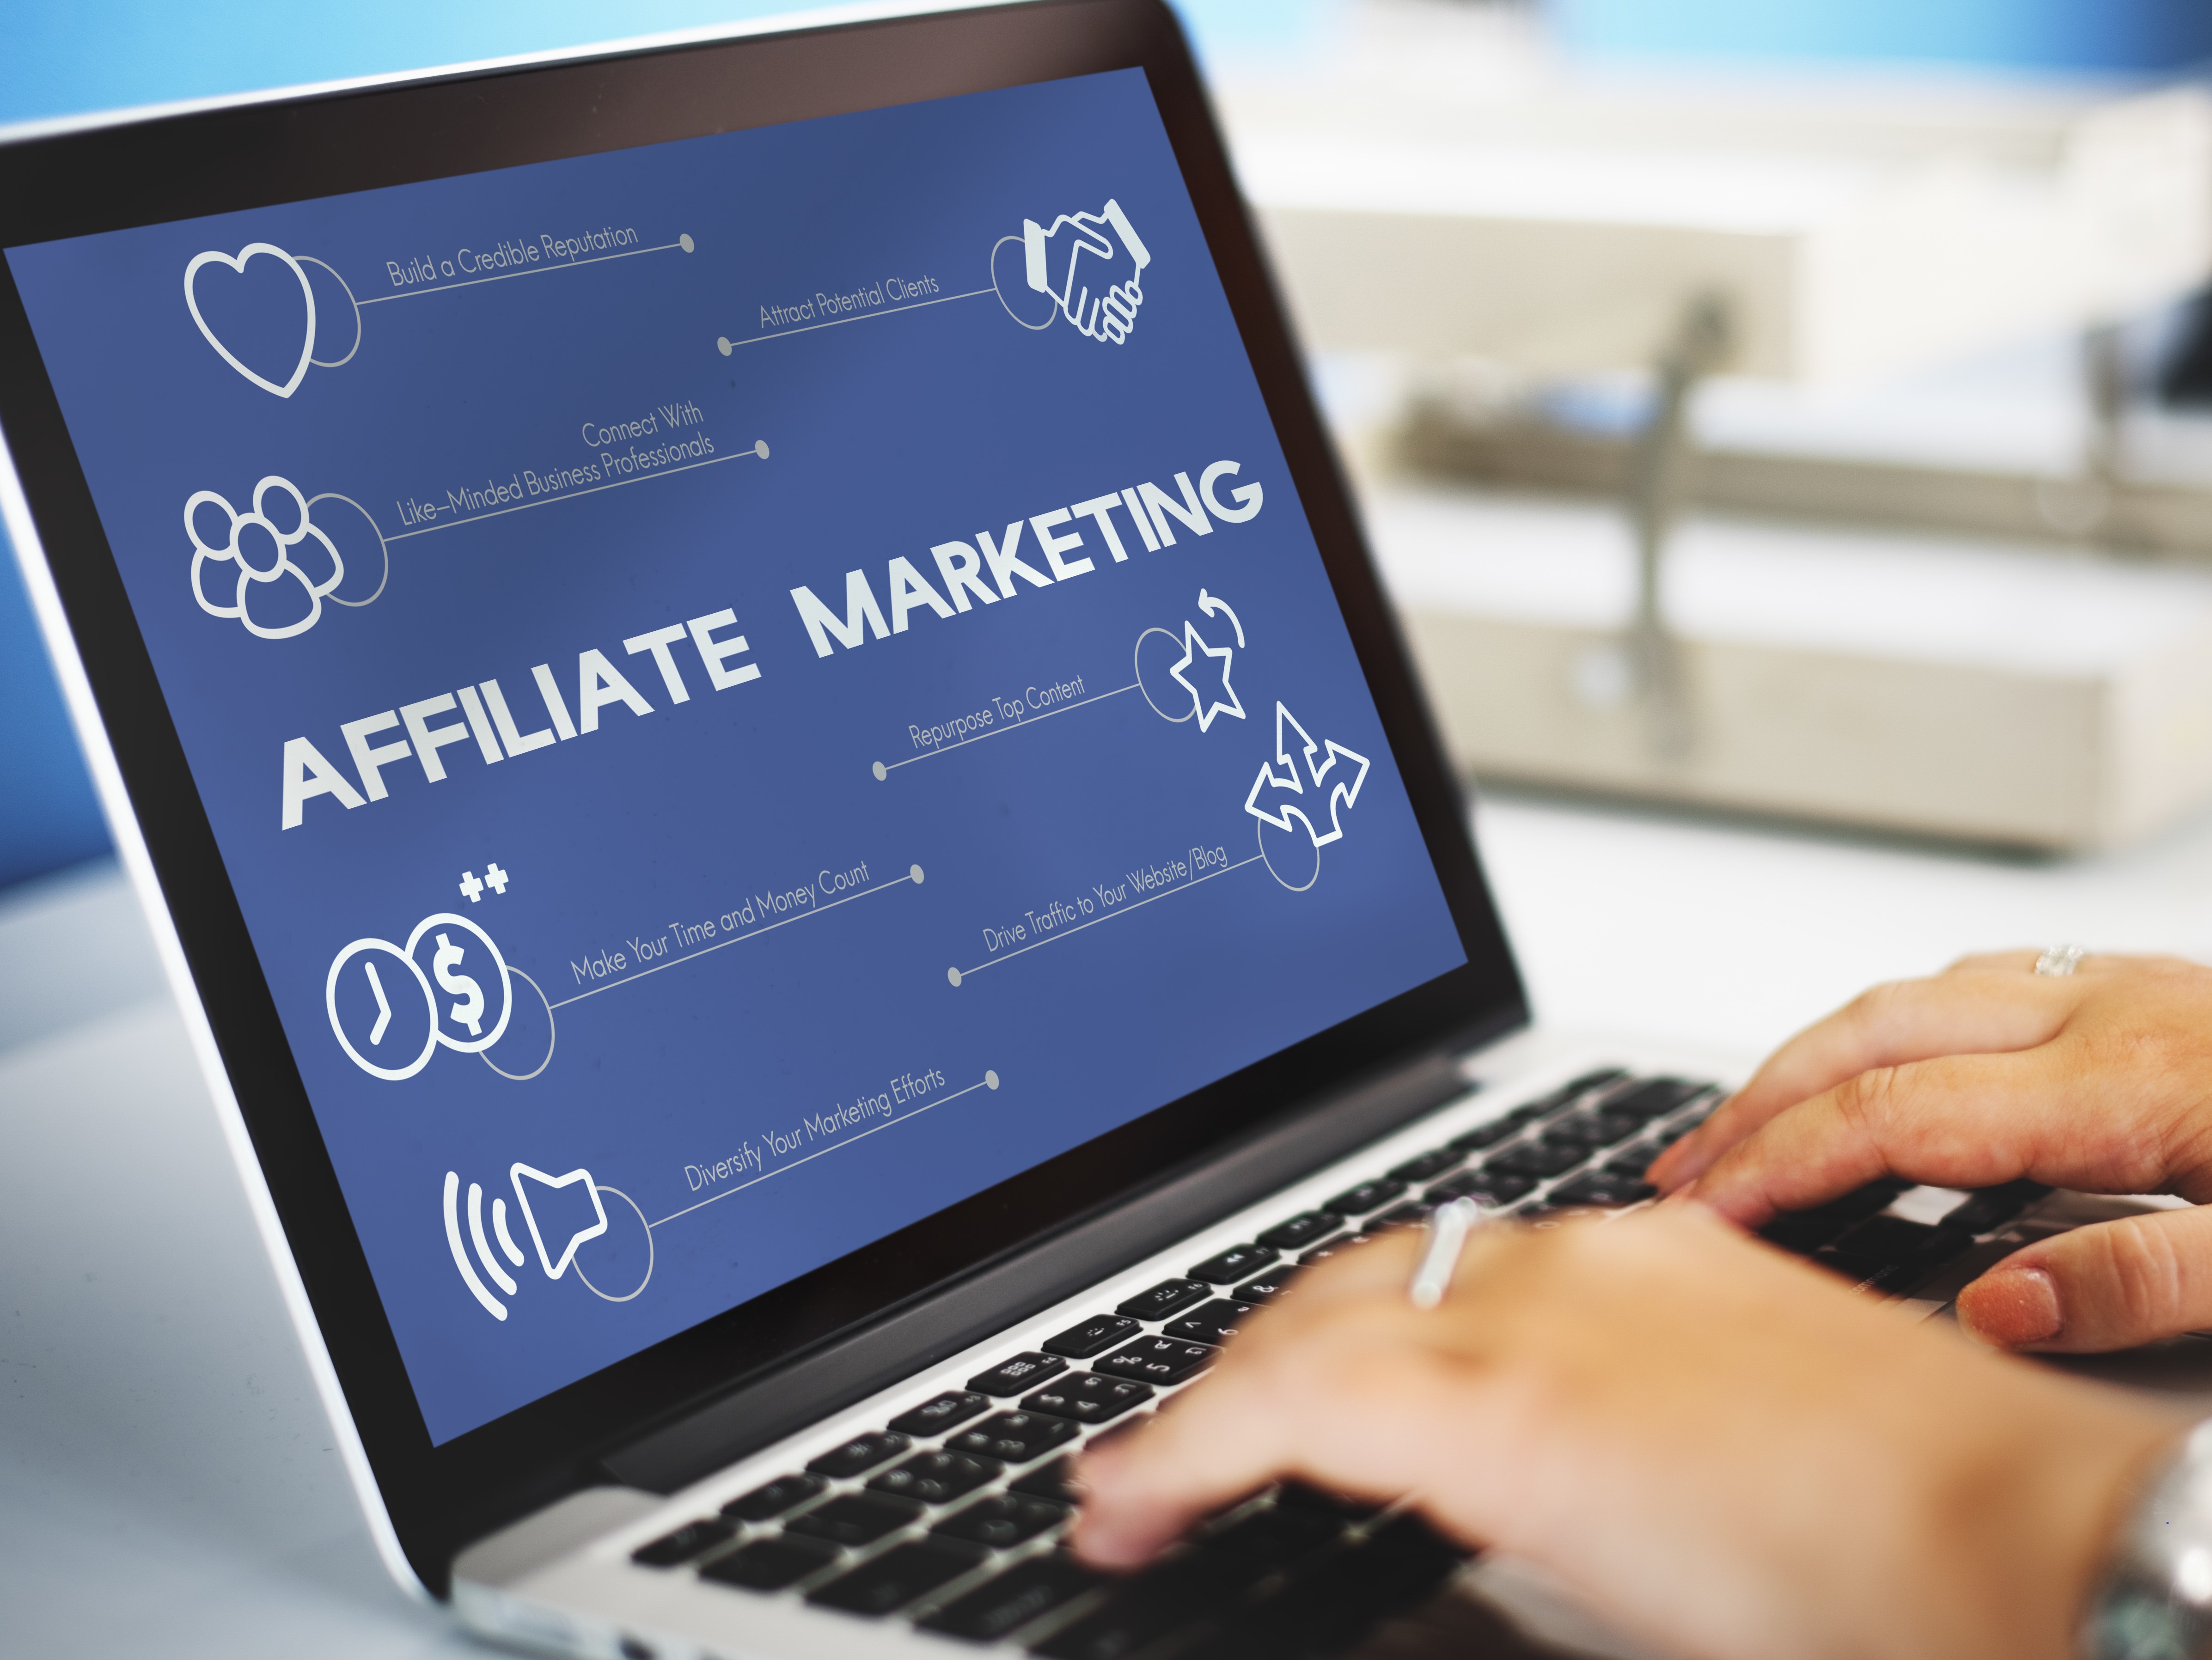 Build a Credible Reputation
Attract Potential Clients
Connect With
Like–Minded Business Professionals
AFFILIATE MARKETING
Repurpose Top Content
Make Your Time and Money Count
Drive Traffic to Your Website/Blog
Diversify Your Marketing Efforts